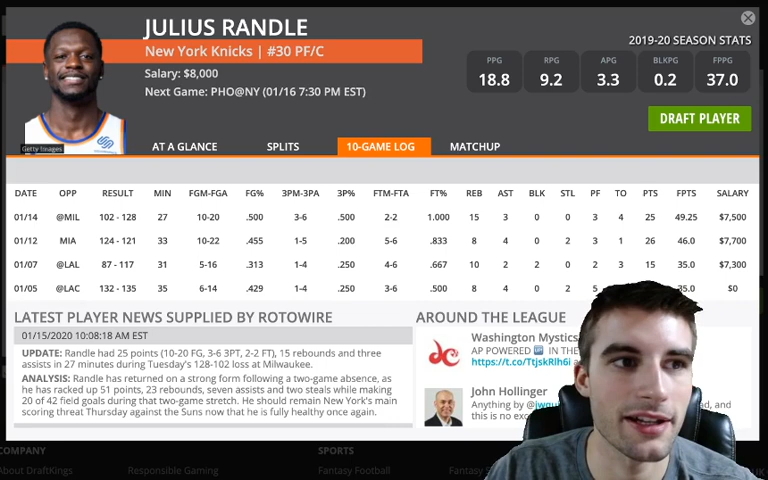 JULIUS RANDLE
New York Knicks | #30 PF/C
Salary: $8,000
Next Game: PHO@NY (01/16 7:30 PM EST)
Getty Images
2019-20 SEASON STATS
PPG RPG APG BLKPG FPPG
18.8 9.2 3.3 0.2 37.0
DRAFT PLAYER
AT A GLANCE SPLITS 10-GAME LOG MATCHUP
DATE OPP RESULT MIN FGM-FGA FG% 3PM-3PA 3P% FTM-FTA FT% REB AST BLK STL PF TO PTS FPTS SALARY
01/14 @MIL 102 - 128 27 10-20 .500 3-6 .500 2-2 1.000 15 3 0 0 3 4 25 49.25 $7,500
01/12 MIA 124 - 121 33 10-22 .455 1-5 .200 5-6 .833 8 4 0 2 3 1 26 46.0 $7,700
01/07 @LAL 87 - 117 31 5-16 .313 1-4 .250 4-6 .667 10 2 2 0 2 3 15 35.0 $7,300
01/05 @LAC 132 - 135 35 6-14 .429 1-4 .250 3-6 .500 8 4 0 2 5 35.0 $0
LATEST PLAYER NEWS SUPPLIED BY ROTOWIRE
01/15/2020 10:08:18 AM EST
UPDATE: Randle had 25 points (10-20 FG, 3-6 3PT, 2-2 FT), 15 rebounds and three
assists in 27 minutes during Tuesday's 128-102 loss at Milwaukee.
ANALYSIS: Randle has returned on a strong form following a two-game absence, as
he has racked up 51 points, 23 rebounds, seven assists and two steals while making
20 of 42 field goals during that two-game stretch. He should remain New York's main
scoring threat Thursday against the Suns now that he is fully healthy once again.
AROUND THE LEAGUE
Washington Mystics
AP POWERED UP! IN THE
https://t.co/TtjskRlh6i
John Hollinger
Anything by
this is no
COMPANY SPORTS
About DraftKings Responsible Gaming Fantasy Football Fantasy